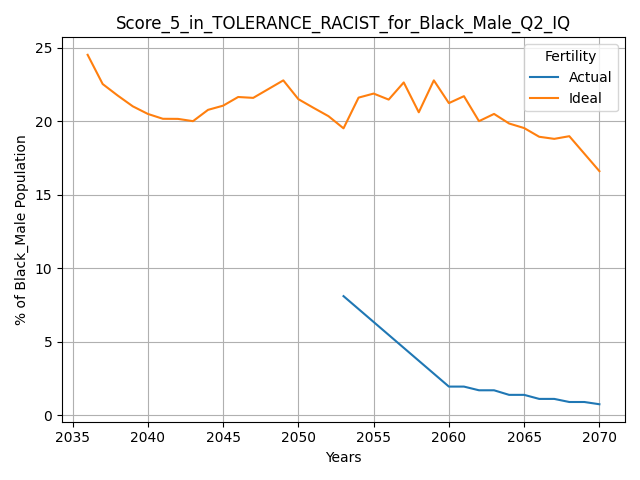 Score_5_in_TOLERANCE_RACIST_for_Black_Male_Q2_IQ
Fertility
Actual
Ideal
% of Black_Male Population
25
20
15
10
5
0
2035 2040 2045 2050 2055 2060 2065 2070
Years